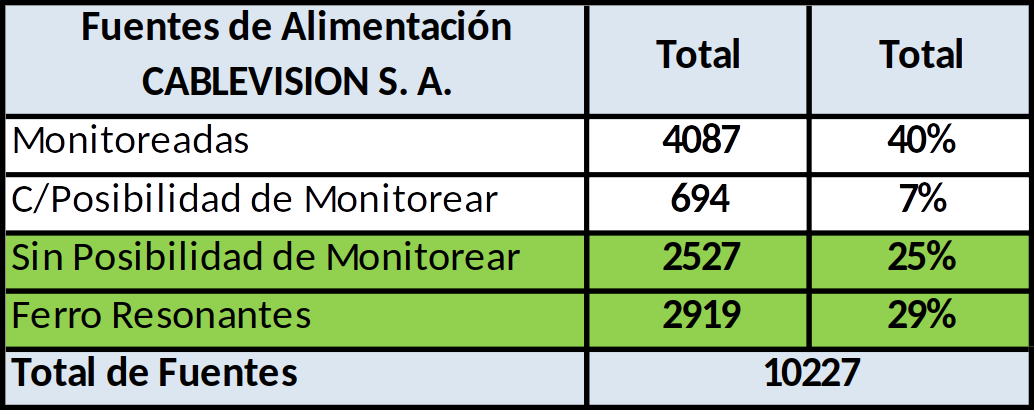 Fuentes de Alimentación
CABLEVISION S. A.
Total
Total
Monitoreadas 4087 40%
C/Posibilidad de Monitorear 694 7%
Sin Posibilidad de Monitorear 2527 25%
Ferro Resonantes 2919 29%
Total de Fuentes 10227